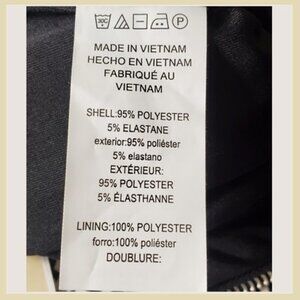 30C P
MADE IN VIETNAM
HECHO EN VIETNAM
FABRIQUÉ AU
VIETNAM
SHELL:95% POLYESTER
5% ELASTANE
exterior:95% poliéster
5% elastano
EXTÉRIEUR:
95% POLYESTER
5% ÉLASTHANNE
LINING:100% POLYESTER
forro:100% poliéster
DOUBLURE: